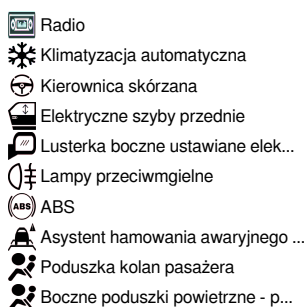 Radio
Klimatyzacja automatyczna
Kierownica skórzana
Elektryczne szyby przednie
Lusterka boczne ustawiane elek...
Lampy przeciwmgielne
ABS ABS
Asystent hamowania awaryjnego ...
Poduszka kolan pasażera
Boczne poduszki powietrzne - p...